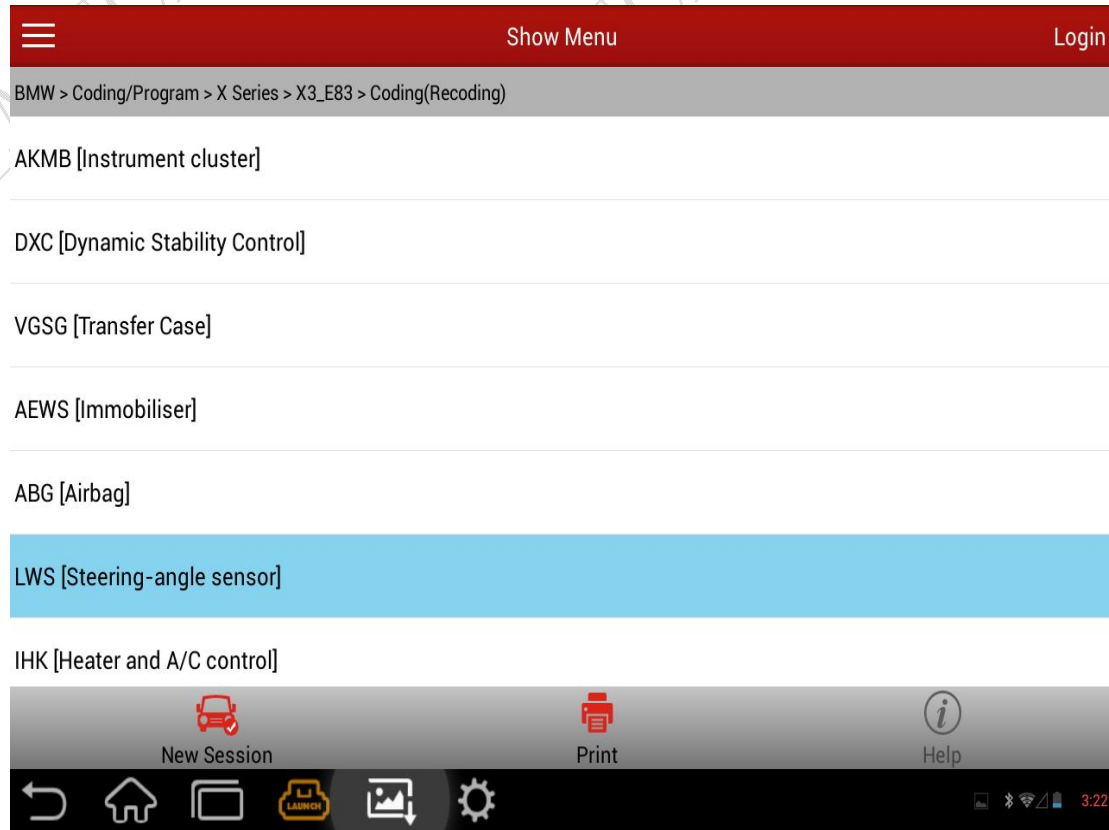 Show Menu
Login
BMW > Coding/Program > X Series > X3_E83 > Coding(Recoding)
AKMB [Instrument cluster]
DXC [Dynamic Stability Control]
VGSG [Transfer Case]
AEWS [Immobiliser]
ABG [Airbag]
LWS [Steering-angle sensor]
IHK [Heater and A/C control]
New Session
Print
Help
LAUNCH
3:22